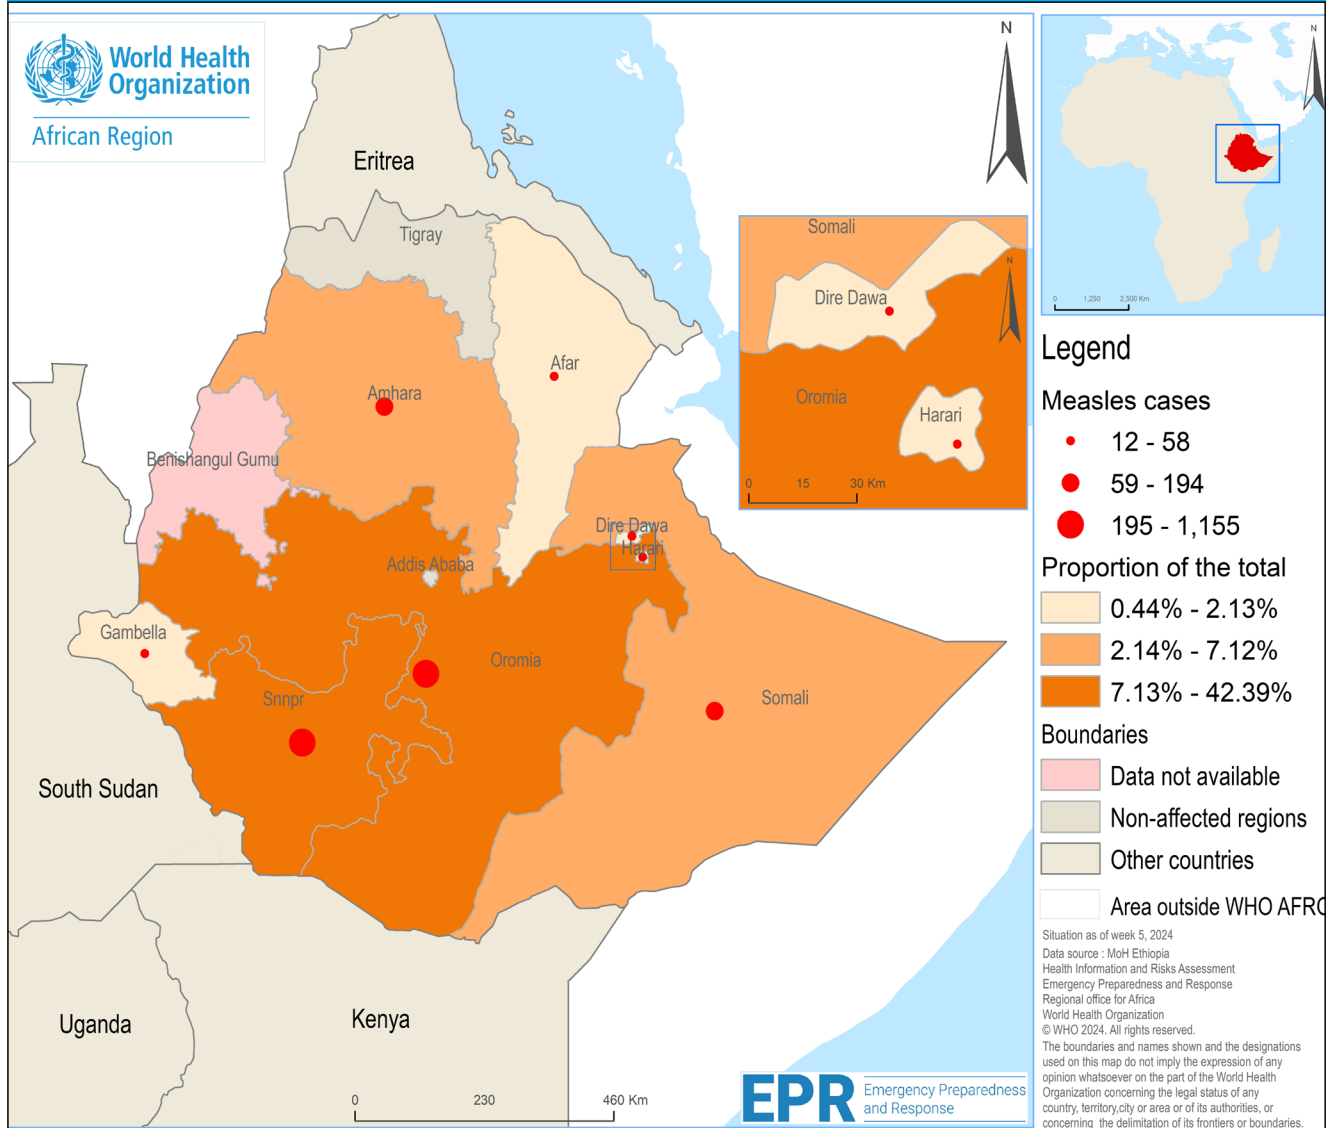 World Health
Organization
African Region
N
Eritrea
Tigray
Afar
Amhara
Benishangul Gumu
Dire Dawa
Harari
Addis Ababa
Gambella
Oromia
Snnpr
Somali
South Sudan
Uganda
Kenya
0 230 460 Km
EPR Emergency Preparedness
and Response
Somali
N
Dire Dawa
Oromia
Harari
0 15 30 Km
N
0 1,250 2,500 Km
Legend
Measles cases
12 - 58
59 - 194
195 - 1,155
Proportion of the total
0.44% - 2.13%
2.14% - 7.12%
7.13% - 42.39%
Boundaries
Data not available
Non-affected regions
Other countries
Area outside WHO AFRO
Situation as of week 5, 2024
Data source : MoH Ethiopia
Health Information and Risks Assessment
Emergency Preparedness and Response
Regional office for Africa
World Health Organization
© WHO 2024. All rights reserved.
The boundaries and names shown and the designations
used on this map do not imply the expression of any
opinion whatsoever on the part of the World Health
Organization concerning the legal status of any
country, territory,city or area or of its authorities, or
concerning the delimitation of its frontiers or boundaries.